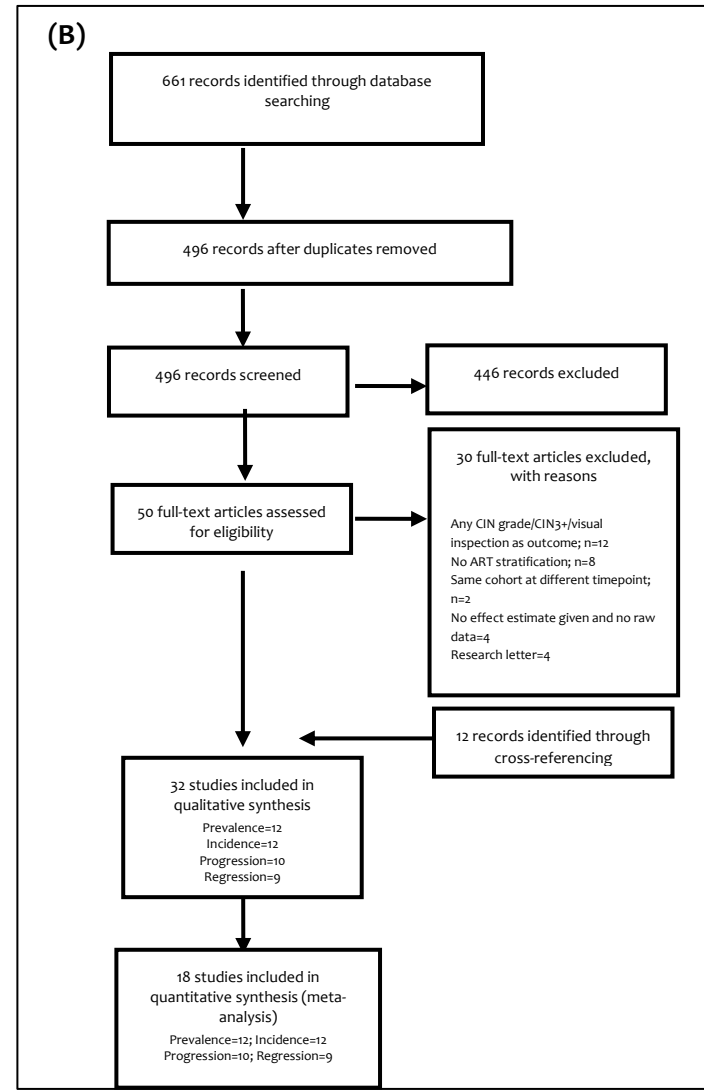 (B)
661 records identified through database
searching
496 records after duplicates removed
496 records screened
446 records excluded
50 full-text articles assessed
for eligibility
30 full-text articles excluded,
with reasons
Any CIN grade/CIN3+/visual
inspection as outcome; n=12
No ART stratification; n=8
Same cohort at different timepoint;
n=2
No effect estimate given and no raw
data=4
Research letter=4
12 records identified through
cross-referencing
32 studies included in
qualitative synthesis
Prevalence=12
Incidence=12
Progression=10
Regression=9
18 studies included in
quantitative synthesis (meta-
analysis)
Prevalence=12; Incidence=12
Progression=10; Regression=9